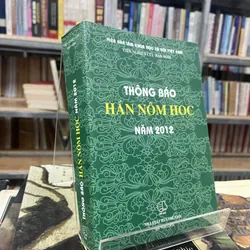 VIỆN HÀN LÂM KHOA HỌC XÃ HỘI VIỆT NAM
VIỆN NGHIÊN CỨU HÁN NÔM
THÔNG BÁO
HÁN NÔM HỌC
NĂM 2012
THÔNG BÁO HÁN NÔM HỌC NĂM 2012